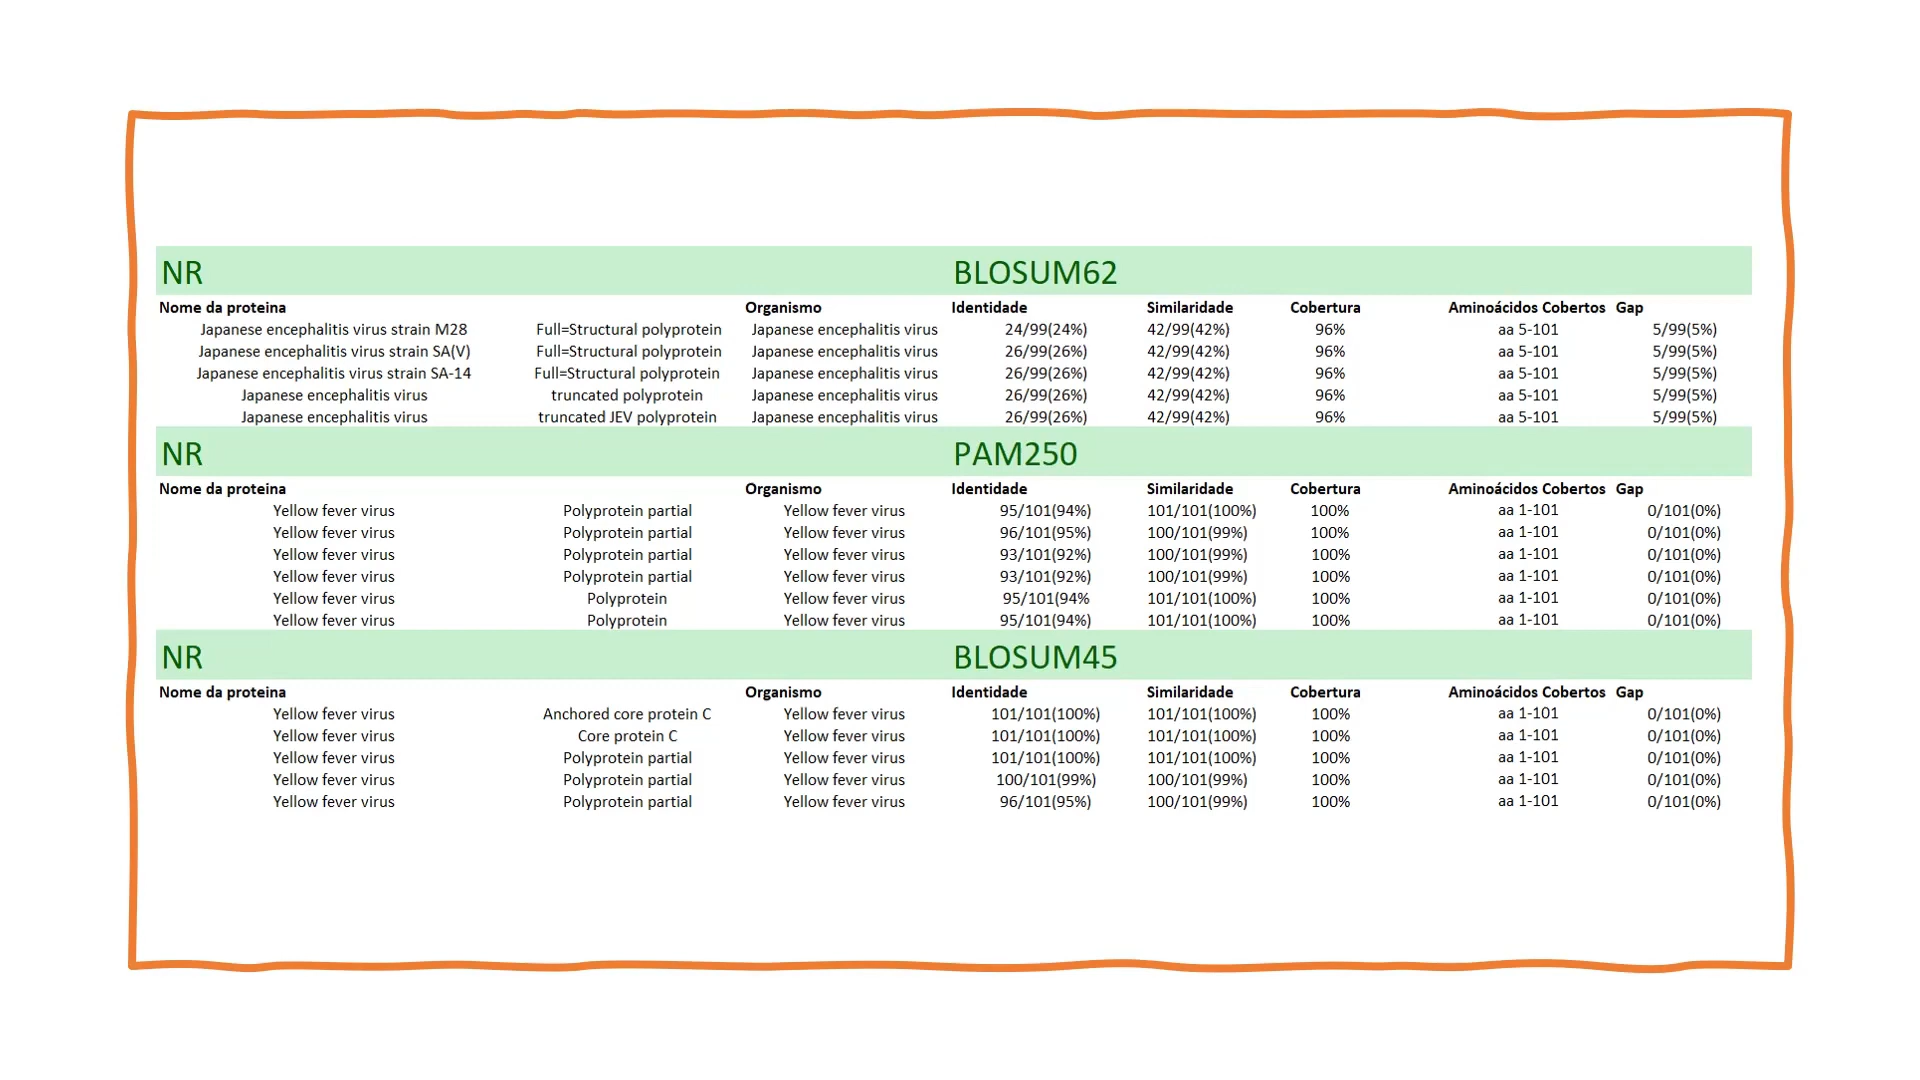 NR BLOSUM62
Nome da proteina Organismo Identidade Similaridade Cobertura Aminoácidos Cobertos Gap
Japanese encephalitis virus strain M28 Full=Structural polyprotein Japanese encephalitis virus 24/99(24%) 42/99(42%) 96% aa 5-101 5/99(5%)
Japanese encephalitis virus strain SA(V) Full=Structural polyprotein Japanese encephalitis virus 26/99(26%) 42/99(42%) 96% aa 5-101 5/99(5%)
Japanese encephalitis virus strain SA-14 Full=Structural polyprotein Japanese encephalitis virus 26/99(26%) 42/99(42%) 96% aa 5-101 5/99(5%)
Japanese encephalitis virus truncated polyprotein Japanese encephalitis virus 26/99(26%) 42/99(42%) 96% aa 5-101 5/99(5%)
Japanese encephalitis virus truncated JEV polyprotein Japanese encephalitis virus 26/99(26%) 42/99(42%) 96% aa 5-101 5/99(5%)
NR PAM250
Nome da proteina Organismo Identidade Similaridade Cobertura Aminoácidos Cobertos Gap
Yellow fever virus Polyprotein partial Yellow fever virus 95/101(94%) 101/101(100%) 100% aa 1-101 0/101(0%)
Yellow fever virus Polyprotein partial Yellow fever virus 96/101(95%) 100/101(99%) 100% aa 1-101 0/101(0%)
Yellow fever virus Polyprotein partial Yellow fever virus 93/101(92%) 100/101(99%) 100% aa 1-101 0/101(0%)
Yellow fever virus Polyprotein partial Yellow fever virus 93/101(92%) 100/101(99%) 100% aa 1-101 0/101(0%)
Yellow fever virus Polyprotein Yellow fever virus 95/101(94% 101/101(100%) 100% aa 1-101 0/101(0%)
Yellow fever virus Polyprotein Yellow fever virus 95/101(94%) 101/101(100%) 100% aa 1-101 0/101(0%)
NR BLOSUM45
Nome da proteina Organismo Identidade Similaridade Cobertura Aminoácidos Cobertos Gap
Yellow fever virus Anchored core protein C Yellow fever virus 101/101(100%) 101/101(100%) 100% aa 1-101 0/101(0%)
Yellow fever virus Core protein C Yellow fever virus 101/101(100%) 101/101(100%) 100% aa 1-101 0/101(0%)
Yellow fever virus Polyprotein partial Yellow fever virus 101/101(100%) 101/101(100%) 100% aa 1-101 0/101(0%)
Yellow fever virus Polyprotein partial Yellow fever virus 100/101(99%) 100/101(99%) 100% aa 1-101 0/101(0%)
Yellow fever virus Polyprotein partial Yellow fever virus 96/101(95%) 100/101(99%) 100% aa 1-101 0/101(0%)